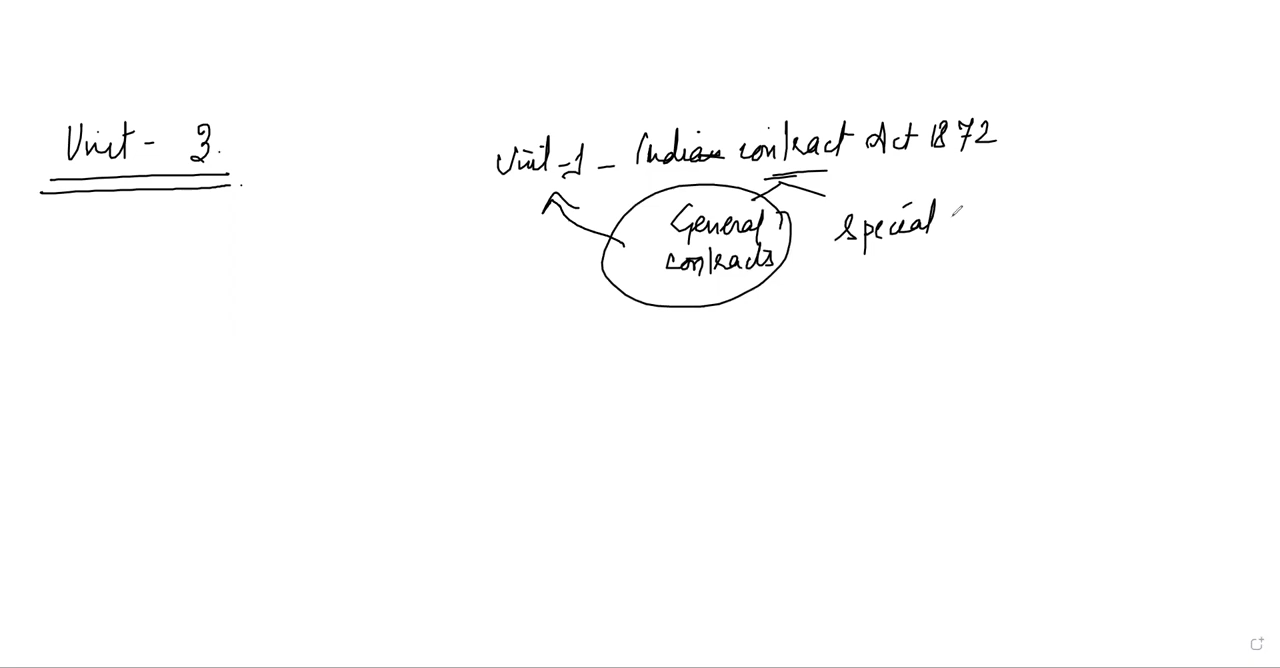 Unit - 3.
Unit - 1 - Indian contract Act 1872
General
contracts
special